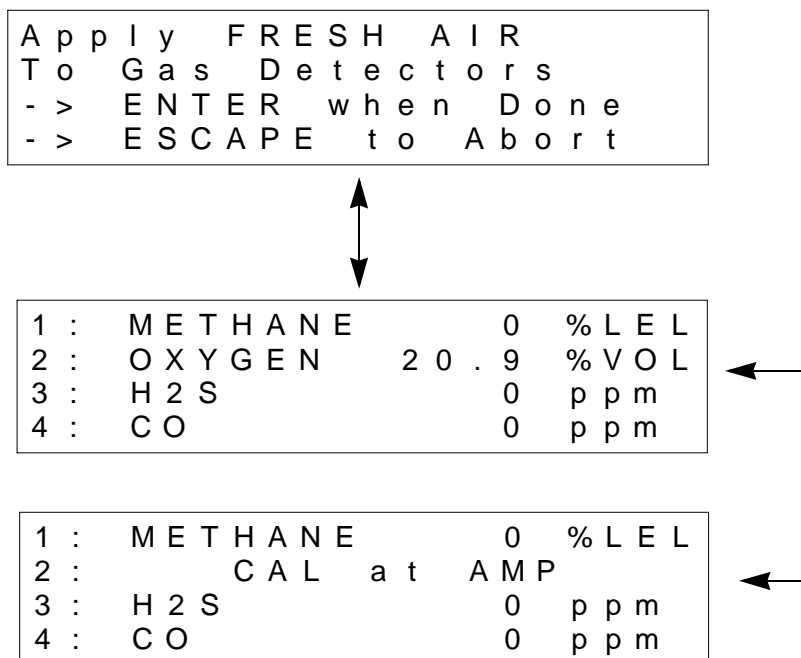 Apply FRESH AIR
To Gas Detectors
-> ENTER when Done
-> ESCAPE to Abort
1: METHANE 0 %LEL
2: OXYGEN 20.9 %VOL
3: H2S 0 ppm
4: CO 0 ppm
1: METHANE 0 %LEL
2: CAL at AMP
3: H2S 0 ppm
4: CO 0 ppm